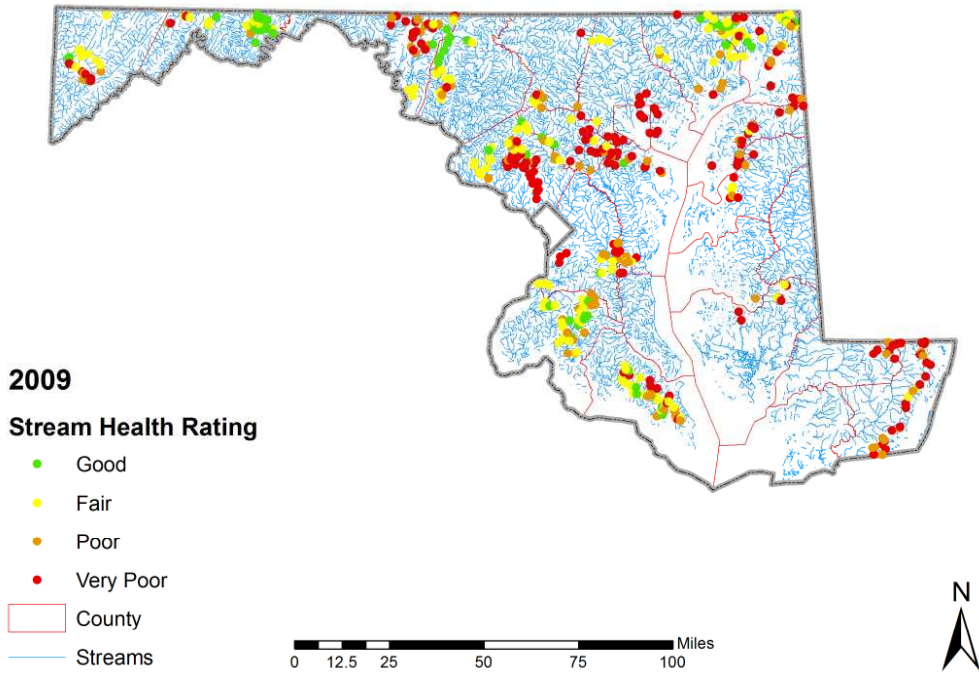 2009
Stream Health Rating
Good
Fair
Poor
Very Poor
County
Streams
Miles
0 12.5 25 50 75 100
N